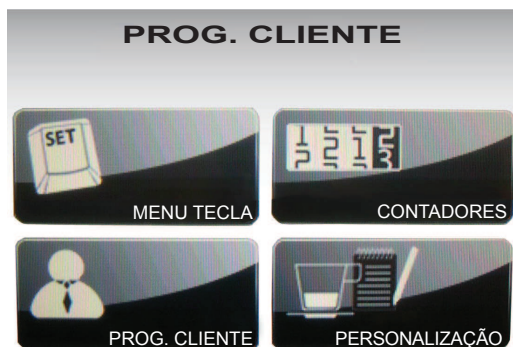 PROG. CLIENTE
SET
MENU TECLA
CONTADORES
PROG. CLIENTE
PERSONALIZAÇÃO